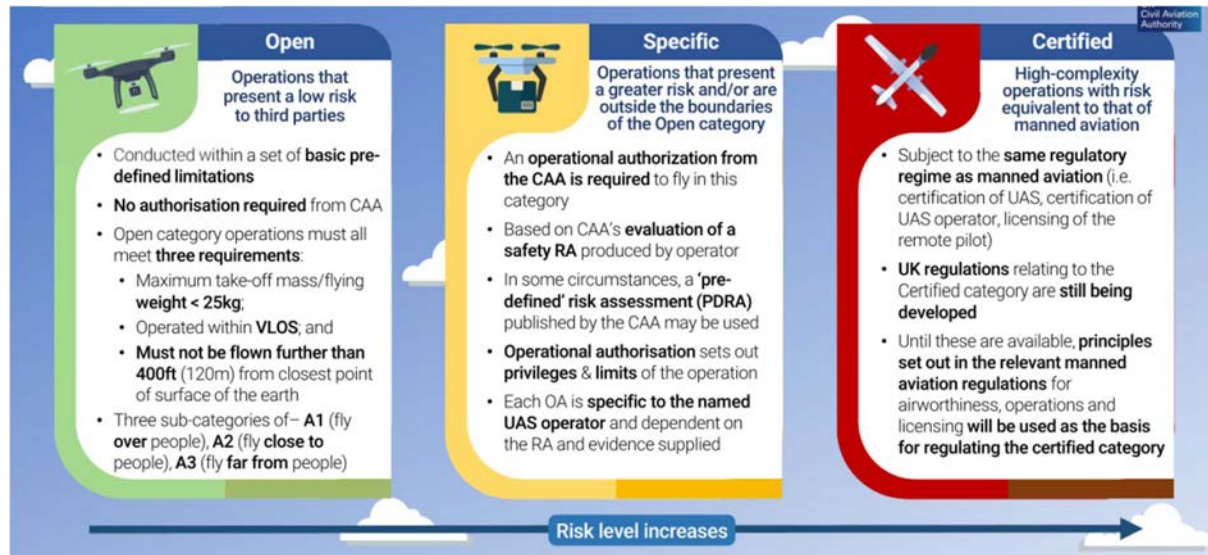 Civil Aviation
Authority
Open
Operations that
present a low risk
to third parties
• Conducted within a set of basic pre-
defined limitations
• No authorisation required from CAA
• Open category operations must all
meet three requirements:
• Maximum take-off mass/flying
weight < 25kg;
• Operated within VLOS; and
• Must not be flown further than
400ft (120m) from closest point
of surface of the earth
• Three sub-categories of– A1 (fly
over people), A2 (fly close to
people), A3 (fly far from people)
Specific
Operations that present
a greater risk and/or are
outside the boundaries
of the Open category
• An operational authorization from
the CAA is required to fly in this
category
• Based on CAA's evaluation of a
safety RA produced by operator
• In some circumstances, a 'pre-
defined' risk assessment (PDRA)
published by the CAA may be used
• Operational authorisation sets out
privileges & limits of the operation
• Each OA is specific to the named
UAS operator and dependent on
the RA and evidence supplied
Certified
High-complexity
operations with risk
equivalent to that of
manned aviation
• Subject to the same regulatory
regime as manned aviation (i.e.
certification of UAS, certification of
UAS operator, licensing of the
remote pilot)
• UK regulations relating to the
Certified category are still being
developed
• Until these are available, principles
set out in the relevant manned
aviation regulations for
airworthiness, operations and
licensing will be used as the basis
for regulating the certified category
Risk level increases